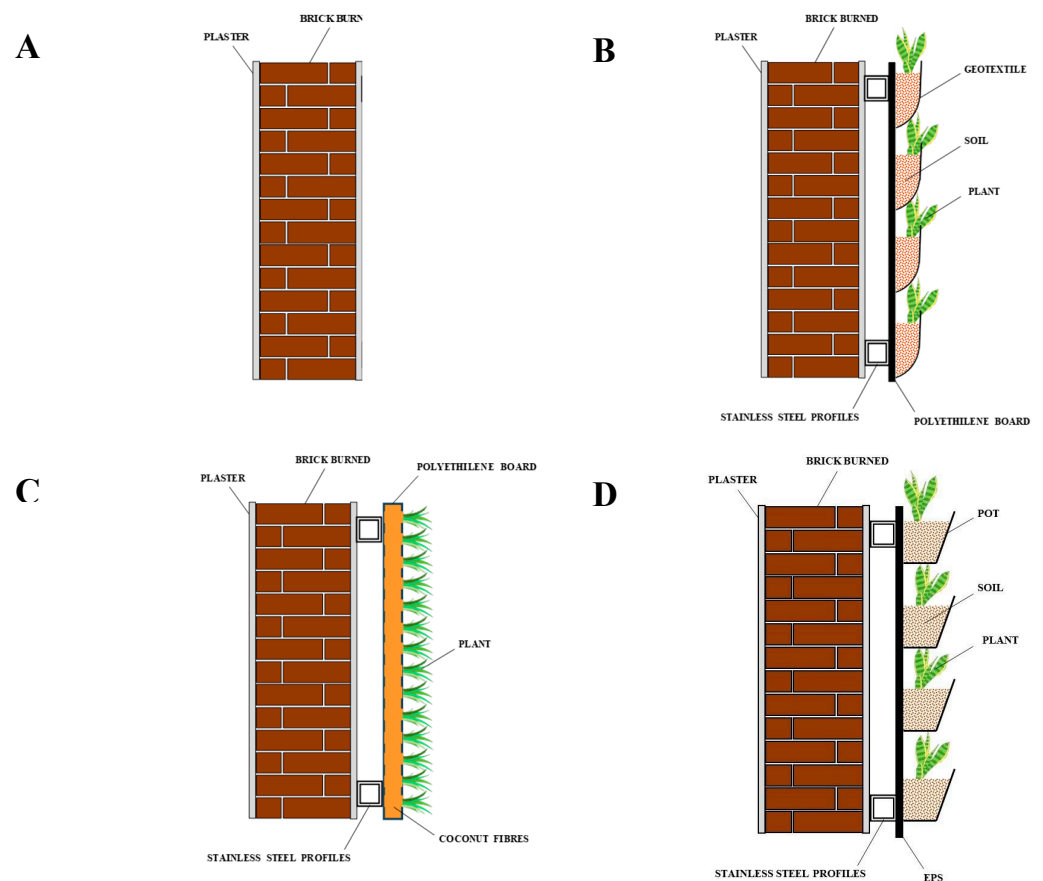 A
BRICK BURN
PLASTER
B
BRICK BURNED
PLASTER
GEOTEXTILE
SOIL
PLANT
STAINLESS STEEL PROFILES
POLYETHILENE BOARD
C
BRICK BURNED
POLYETHILENE BOARD
PLASTER
PLANT
COCONUT FIBRES
STAINLESS STEEL PROFILES
D
BRICK BURNED
PLASTER
POT
SOIL
PLANT
STAINLESS STEEL PROFILES
EPS